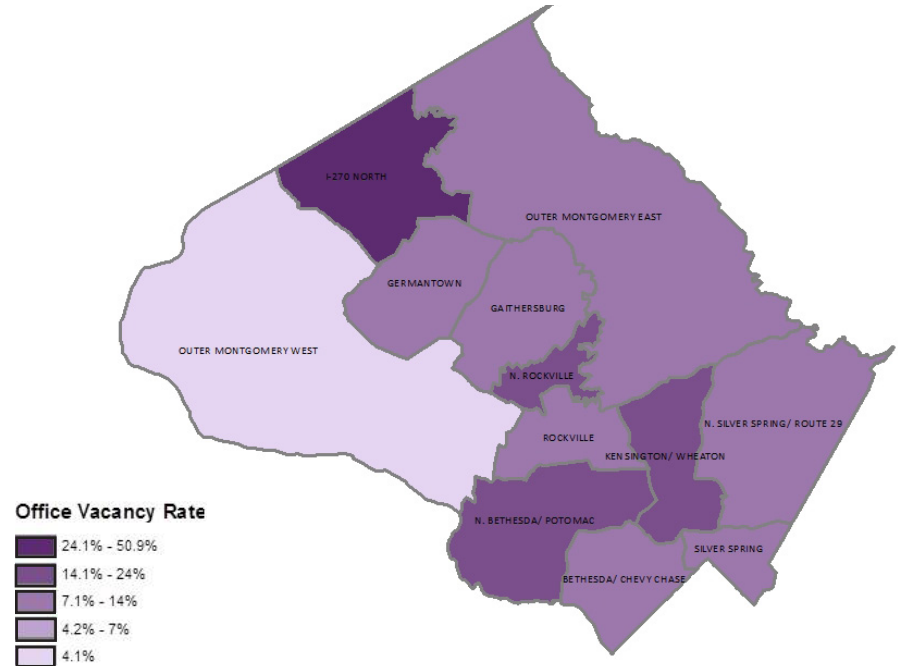 I-270 NORTH
OUTER MONTGOMERY EAST
GERMANTOWN
GAITHERSBURG
OUTER MONTGOMERY WEST
N. ROCKVILLE
N. SILVER SPRING/ ROUTE 29
ROCKVILLE
KENSINGTON/ WHEATON
N. BETHESDA/ POTOMAC
SILVER SPRING
BETHESDA/ CHEVY CHASE
Office Vacancy Rate
24.1% - 50.9%
14.1% - 24%
7.1% - 14%
4.2% - 7%
4.1%